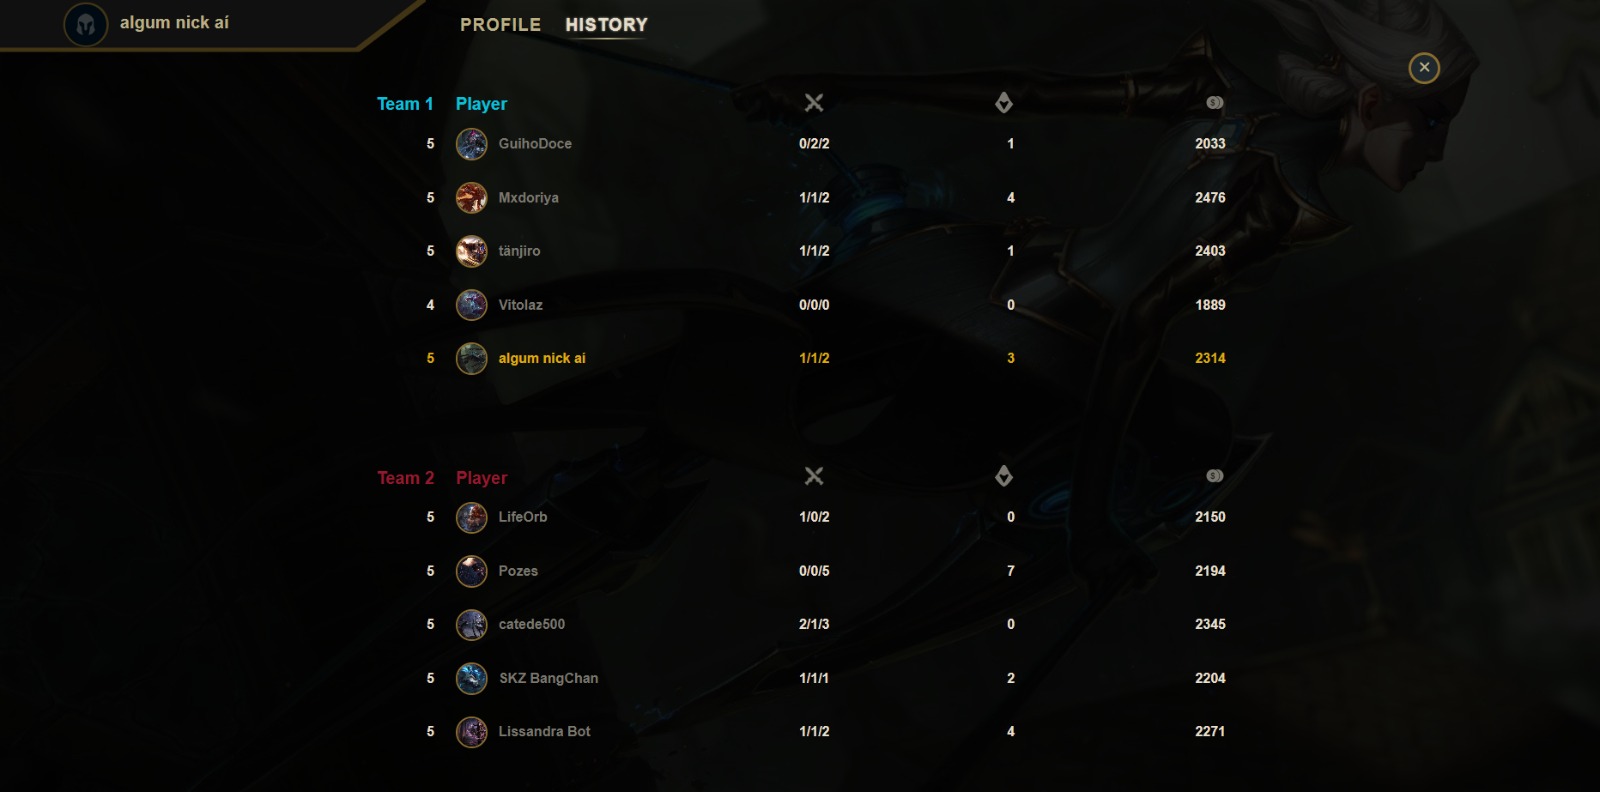 algum nick aí
PROFILE HISTORY
Team 1 Player
5 GuihoDoce 0/2/2 1 2033
5 Mxdoriya 1/1/2 4 2476
5 tänjiro 1/1/2 1 2403
4 Vitolaz 0/0/0 0 1889
5 algum nick aí 1/1/2 3 2314
Team 2 Player
5 LifeOrb 1/0/2 0 2150
5 Pozes 0/0/5 7 2194
5 catede500 2/1/3 0 2345
5 SKZ BangChan 1/1/1 2 2204
5 Lissandra Bot 1/1/2 4 2271